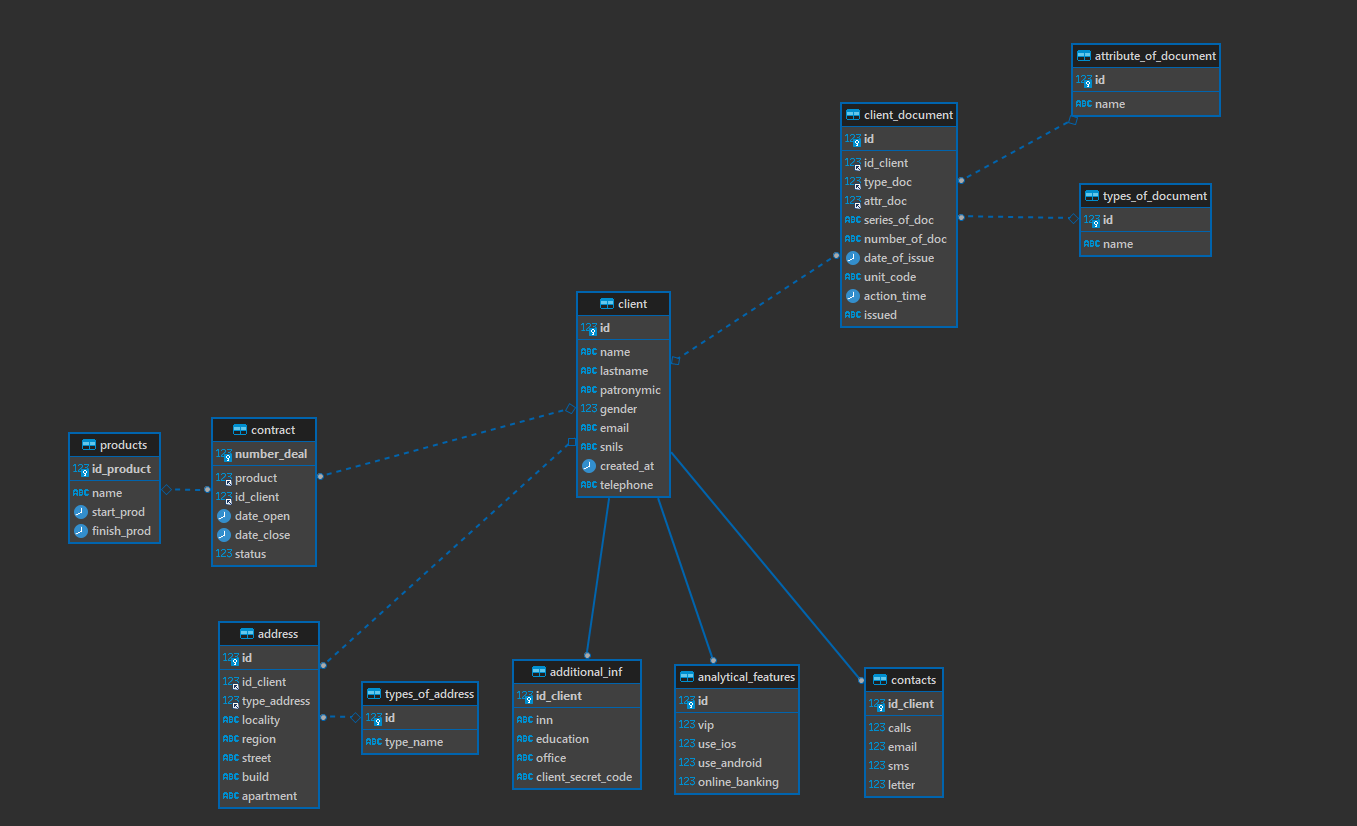 attribute_of_document
123 id
ABC name
client_document
123 id
123 id_client
123 type_doc
123 attr_doc
ABC series_of_doc
ABC number_of_doc
date_of_issue
ABC unit_code
action_time
ABC issued
types_of_document
123 id
ABC name
client
123 id
ABC name
ABC lastname
ABC patronymic
123 gender
ABC email
ABC snils
created_at
ABC telephone
products
123 id_product
ABC name
start_prod
finish_prod
contract
123 number_deal
123 product
123 id_client
date_open
date_close
123 status
address
123 id
123 id_client
123 type_address
ABC locality
ABC region
ABC street
ABC build
ABC apartment
types_of_address
123 id
ABC type_name
additional_inf
123 id_client
ABC inn
ABC education
ABC office
ABC client_secret_code
analytical_features
123 id
123 vip
123 use_ios
123 use_android
123 online_banking
contacts
123 id_client
123 calls
123 email
123 sms
123 letter